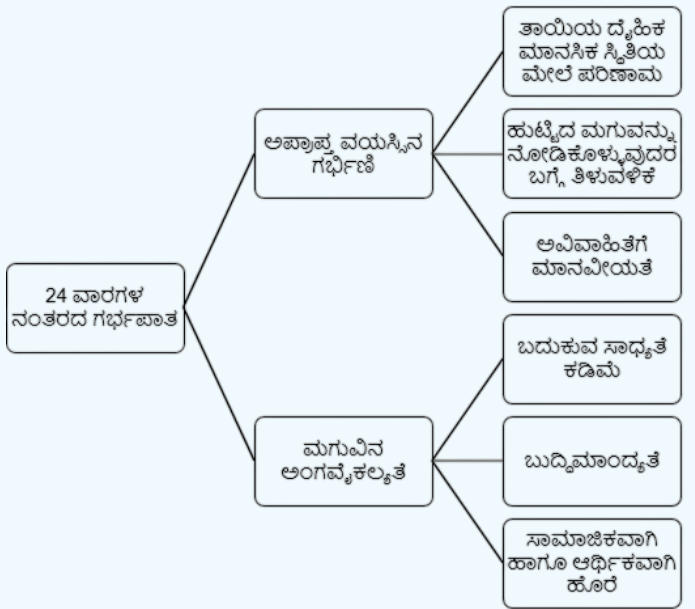 24 ವಾರಗಳ
ನಂತರದ ಗರ್ಭಪಾತ
ಅಪ್ರಾಪ್ತ ವಯಸ್ಸಿನ
ಗರ್ಭಿಣಿ
ತಾಯಿಯ ದೈಹಿಕ
ಮಾನಸಿಕ ಸ್ಥಿತಿಯ
ಮೇಲೆ ಪರಿಣಾಮ
ಹುಟ್ಟಿದ ಮಗುವನ್ನು
ನೋಡಿಕೊಳ್ಳುವುದರ
ಬಗ್ಗೆ ತಿಳುವಳಿಕೆ
ಅವಿವಾಹಿತೆಗೆ
ಮಾನವೀಯತೆ
ಮಗುವಿನ
ಅಂಗವೈಕಲ್ಯತೆ
ಬದುಕುವ ಸಾಧ್ಯತೆ
ಕಡಿಮೆ
ಬುದ್ಧಿಮಾಂದ್ಯತೆ
ಸಾಮಾಜಿಕವಾಗಿ
ಹಾಗೂ ಆರ್ಥಿಕವಾಗಿ
ಹೊರೆ